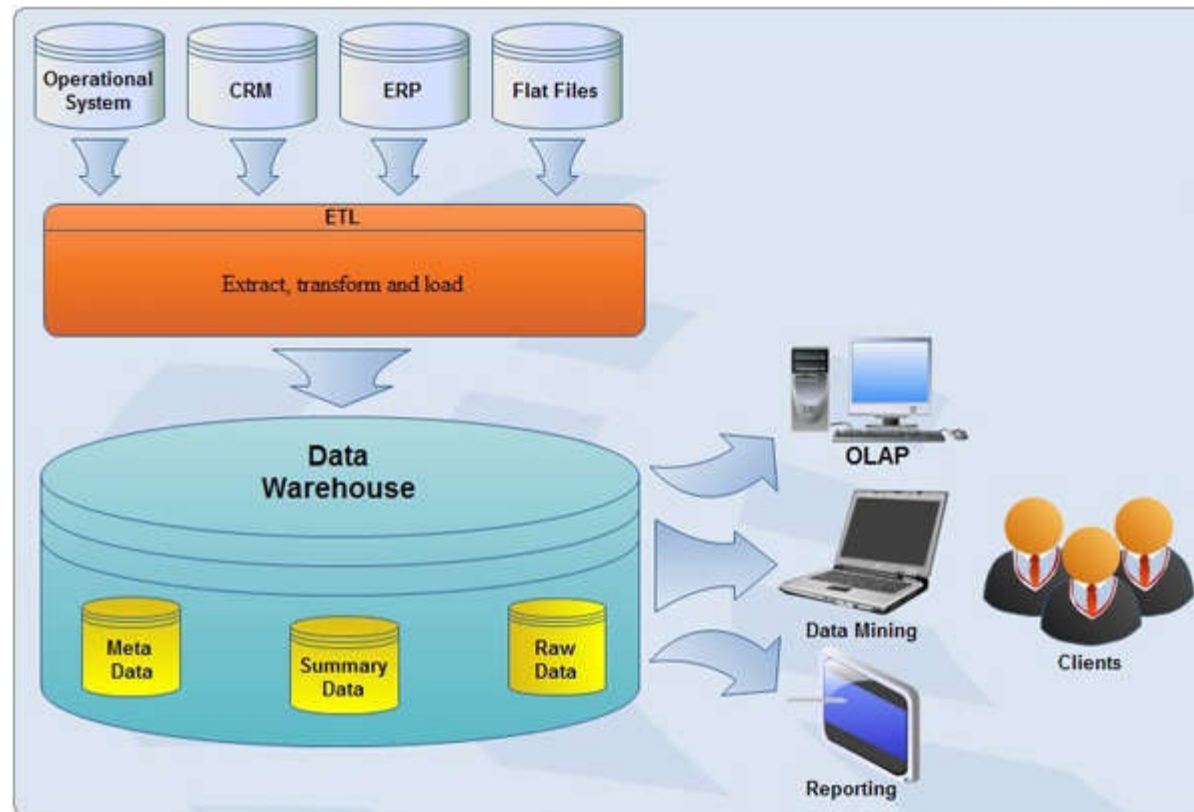 Operational
System
CRM
ERP
Flat Files
ETL
Extract, transform and load
Data
Warehouse
OLAP
Meta
Data
Summary
Data
Raw
Data
Data Mining
Clients
Reporting